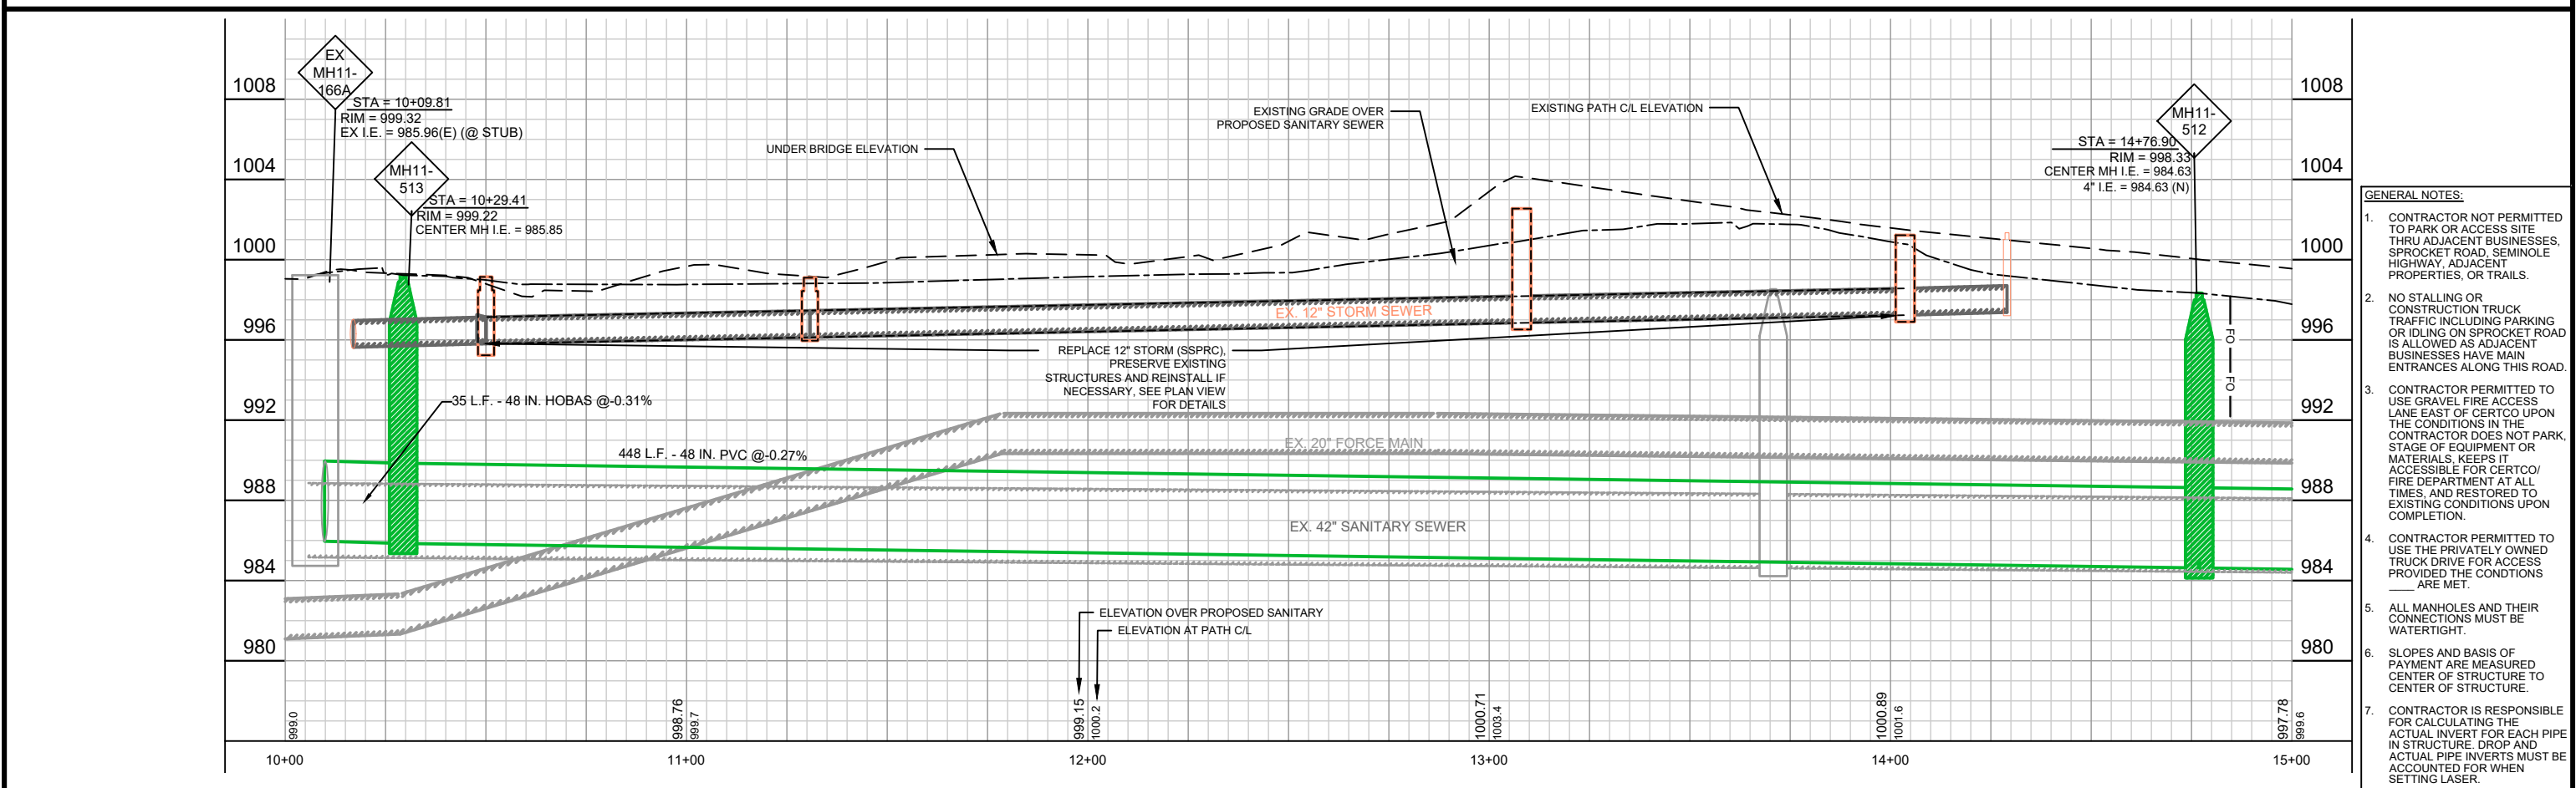 EX
MH11-
166A
STA = 10+09.81
RIM = 999.32
EX I.E. = 985.96(E) (@ STUB)
MH11-
513
STA = 10+29.41
RIM = 999.22
CENTER MH I.E. = 985.85
UNDER BRIDGE ELEVATION
EXISTING GRADE OVER
PROPOSED SANITARY SEWER
EXISTING PATH C/L ELEVATION
MH11-
512
STA = 14+76.90
RIM = 998.33
CENTER MH I.E. = 984.63
4" I.E. = 984.63 (N)
1008
1004
1000
996
992
988
984
980
1008
1004
1000
996
992
988
984
980
EX. 12" STORM SEWER
REPLACE 12" STORM (SSPRC),
PRESERVE EXISTING
STRUCTURES AND REINSTALL IF
NECESSARY, SEE PLAN VIEW
FOR DETAILS
35 L.F. - 48 IN. HOBAS @-0.31%
448 L.F. - 48 IN. PVC @-0.27%
EX. 20" FORCE MAIN
EX. 42" SANITARY SEWER
FO
FO
ELEVATION OVER PROPOSED SANITARY
ELEVATION AT PATH C/L
999.0
998.76
999.7
999.15
1000.2
1000.71
1003.4
1000.89
1001.6
997.78
999.6
10+00
11+00
12+00
13+00
14+00
15+00
GENERAL NOTES:
1. CONTRACTOR NOT PERMITTED
TO PARK OR ACCESS SITE
THRU ADJACENT BUSINESSES,
SPROCKET ROAD, SEMINOLE
HIGHWAY, ADJACENT
PROPERTIES, OR TRAILS.
2. NO STALLING OR
CONSTRUCTION TRUCK
TRAFFIC INCLUDING PARKING
OR IDLING ON SPROCKET ROAD
IS ALLOWED AS ADJACENT
BUSINESSES HAVE MAIN
ENTRANCES ALONG THIS ROAD.
3. CONTRACTOR PERMITTED TO
USE GRAVEL FIRE ACCESS
LANE EAST OF CERTCO UPON
THE CONDITIONS IN THE
CONTRACTOR DOES NOT PARK,
STAGE OF EQUIPMENT OR
MATERIALS, KEEPS IT
ACCESSIBLE FOR CERTCO/
FIRE DEPARTMENT AT ALL
TIMES, AND RESTORED TO
EXISTING CONDITIONS UPON
COMPLETION.
4. CONTRACTOR PERMITTED TO
USE THE PRIVATELY OWNED
TRUCK DRIVE FOR ACCESS
PROVIDED THE CONDTIONS
____ ARE MET.
5. ALL MANHOLES AND THEIR
CONNECTIONS MUST BE
WATERTIGHT.
6. SLOPES AND BASIS OF
PAYMENT ARE MEASURED
CENTER OF STRUCTURE TO
CENTER OF STRUCTURE.
7. CONTRACTOR IS RESPONSIBLE
FOR CALCULATING THE
ACTUAL INVERT FOR EACH PIPE
IN STRUCTURE. DROP AND
ACTUAL PIPE INVERTS MUST BE
ACCOUNTED FOR WHEN
SETTING LASER.